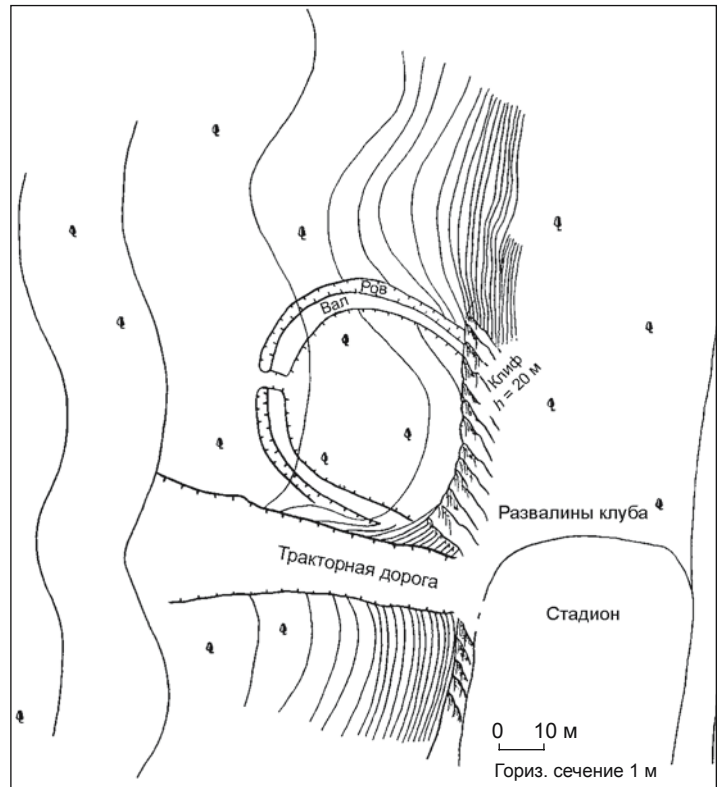 Ров
Вал
Клиф
h = 20 м
Развалины клуба
Тракторная дорога
Стадион
0 10 м
Гориз. сечение 1 м